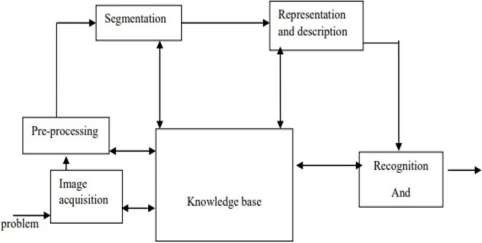 Segmentation
Representation
and description
Pre-processing
Image
acquisition
Knowledge base
Recognition
And
problem